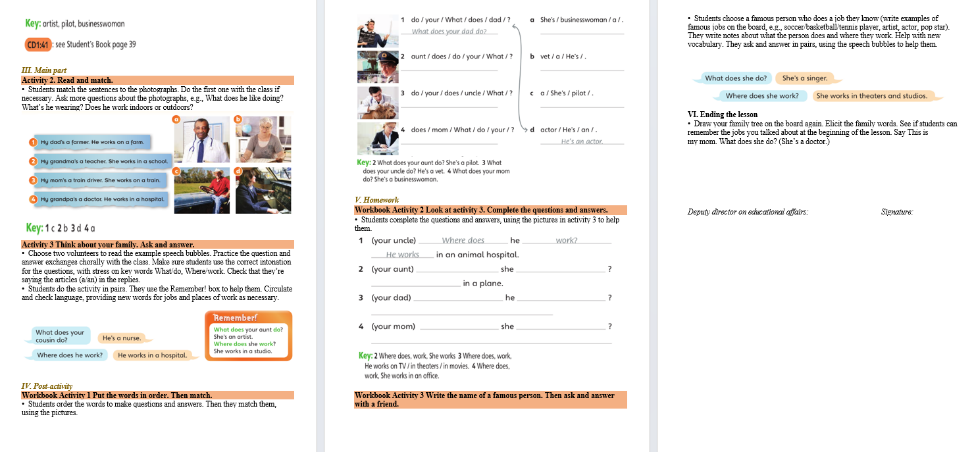 Key: artist, pilot, businesswoman
CD1:41 : see Student's Book page 39
III. Main part
Activity 2. Read and match.
• Students match the sentences to the photographs. Do the first one with the class if
necessary. Ask more questions about the photographs, e.g., What does he like doing?
What's he wearing? Does he work indoors or outdoors?
1 My dad's a farmer. He works on a farm.
2 My grandma's a teacher. She works in a school.
3 My mom's a train driver. She works on a train.
4 My grandpa's a doctor. He works in a hospital.
a
b
c
d
Key: 1 c 2 b 3 d 4 a
Activity 3 Think about your family. Ask and answer.
• Choose two volunteers to read the example speech bubbles. Practice the question and
answer exchanges chorally with the class. Make sure students use the correct intonation
for the questions, with stress on key words What/do, Where/work. Check that they're
saying the articles (a/an) in the replies.
• Students do the activity in pairs. They use the Remember! box to help them. Circulate
and check language, providing new words for jobs and places of work as necessary.
What does your
cousin do?
He's a nurse.
Where does he work?
He works in a hospital.
Remember!
What does your aunt do?
She's an artist.
Where does she work?
She works in a studio.
IV. Post-activity
Workbook Activity 1 Put the words in order. Then match.
• Students order the words to make questions and answers. Then they match them,
using the pictures.
1 do / your / What / does / dad / ?
What does your dad do?
a She's / businesswoman / a / .
2 aunt / does / do / your / What / ?
b vet / a / He's / .
3 do / your / does / uncle / What / ?
c a / She's / pilot / .
4 does / mom / What / do / your / ?
d actor / He's / an / .
He's an actor.
Key: 2 What does your aunt do? She's a pilot. 3 What
does your uncle do? He's a vet. 4 What does your mom
do? She's a businesswoman.
V. Homework
Workbook Activity 2 Look at activity 3. Complete the questions and answers.
• Students complete the questions and answers, using the pictures in activity 3 to help
them.
1 (your uncle) Where does he work?
He works in an animal hospital.
2 (your aunt) she ?
in a plane.
3 (your dad) he ?
4 (your mom) she ?
Key: 2 Where does, work, She works 3 Where does, work,
He works on TV / in theaters / in movies. 4 Where does,
work, She works in an office.
Workbook Activity 3 Write the name of a famous person. Then ask and answer
with a friend.
• Students choose a famous person who does a job they know (write examples of
famous jobs on the board, e.g., soccer/basketball/tennis player, artist, actor, pop star).
They write notes about what the person does and where they work. Help with new
vocabulary. They ask and answer in pairs, using the speech bubbles to help them.
What does she do?
She's a singer.
Where does she work?
She works in theaters and studios.
VI. Ending the lesson
• Draw your family tree on the board again. Elicit the family words. See if students can
remember the jobs you talked about at the beginning of the lesson. Say This is
my mom. What does she do? (She's a doctor.)
Deputy director on educational affairs:
Signature: